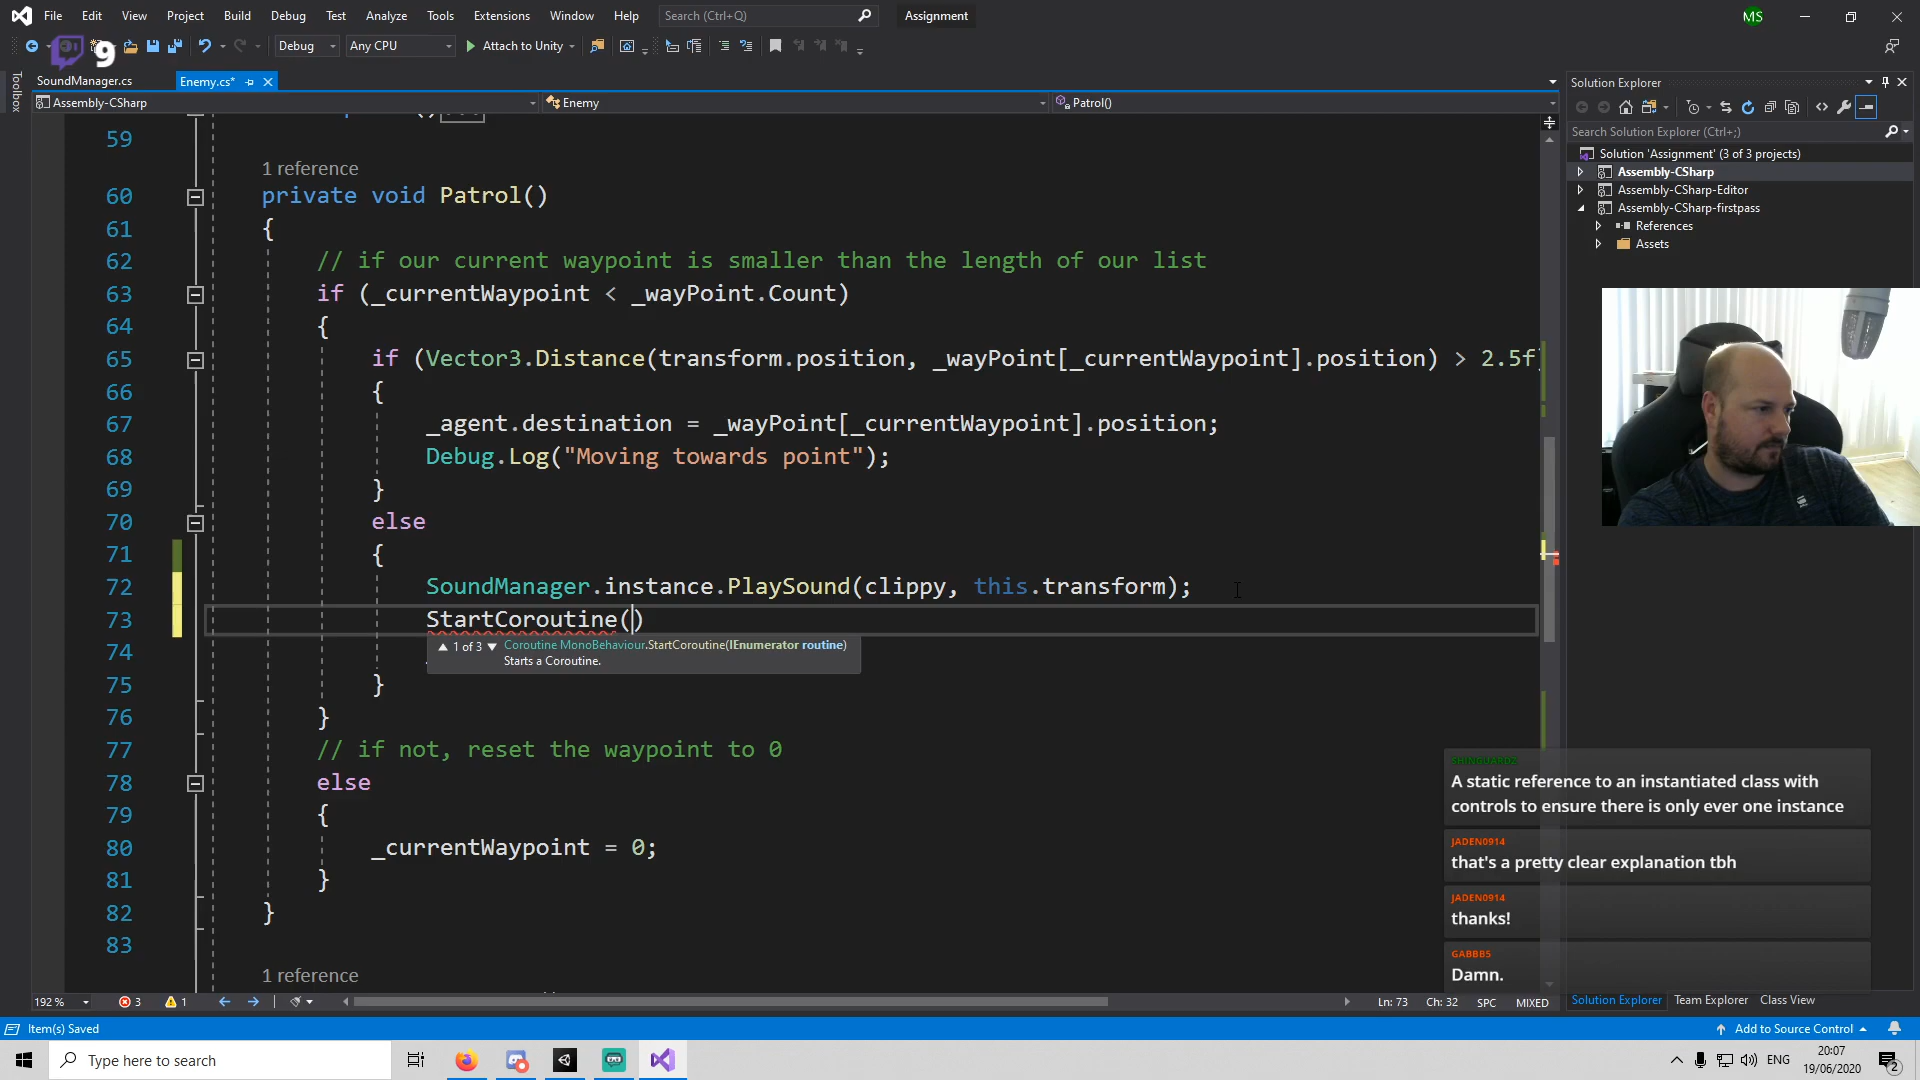 File Edit View Project Build Debug Test Analyze Tools Extensions Window Help Search (Ctrl+Q) Assignment MS
9 Debug Any CPU Attach to Unity
Toolbox
SoundManager.cs Enemy.cs*
Assembly-CSharp Enemy Patrol()
59
1 reference
60 private void Patrol()
61 {
62 // if our current waypoint is smaller than the length of our list
63 if (_currentWaypoint < _wayPoint.Count)
64 {
65 if (Vector3.Distance(transform.position, _wayPoint[_currentWaypoint].position) > 2.5f)
66 {
67 _agent.destination = _wayPoint[_currentWaypoint].position;
68 Debug.Log("Moving towards point");
69 }
70 else
71 {
72 SoundManager.instance.PlaySound(clippy, this.transform);
73 StartCoroutine()
1 of 3 Coroutine MonoBehaviour.StartCoroutine(IEnumerator routine)
Starts a Coroutine.
74
75 }
76 }
77 // if not, reset the waypoint to 0
78 else
79 {
80 _currentWaypoint = 0;
81 }
82 }
83
1 reference
192 % 3 1 Ln: 73 Ch: 32 SPC MIXED
Solution Explorer
Search Solution Explorer (Ctrl+;)
Solution 'Assignment' (3 of 3 projects)
Assembly-CSharp
Assembly-CSharp-Editor
Assembly-CSharp-firstpass
References
Assets
SHINGUARD2
A static reference to an instantiated class with
controls to ensure there is only ever one instance
JADEN0914
that's a pretty clear explanation tbh
JADEN0914
thanks!
GABBB5
Damn.
Solution Explorer Team Explorer Class View
Item(s) Saved Add to Source Control
Type here to search ENG 20:07
19/06/2020 2